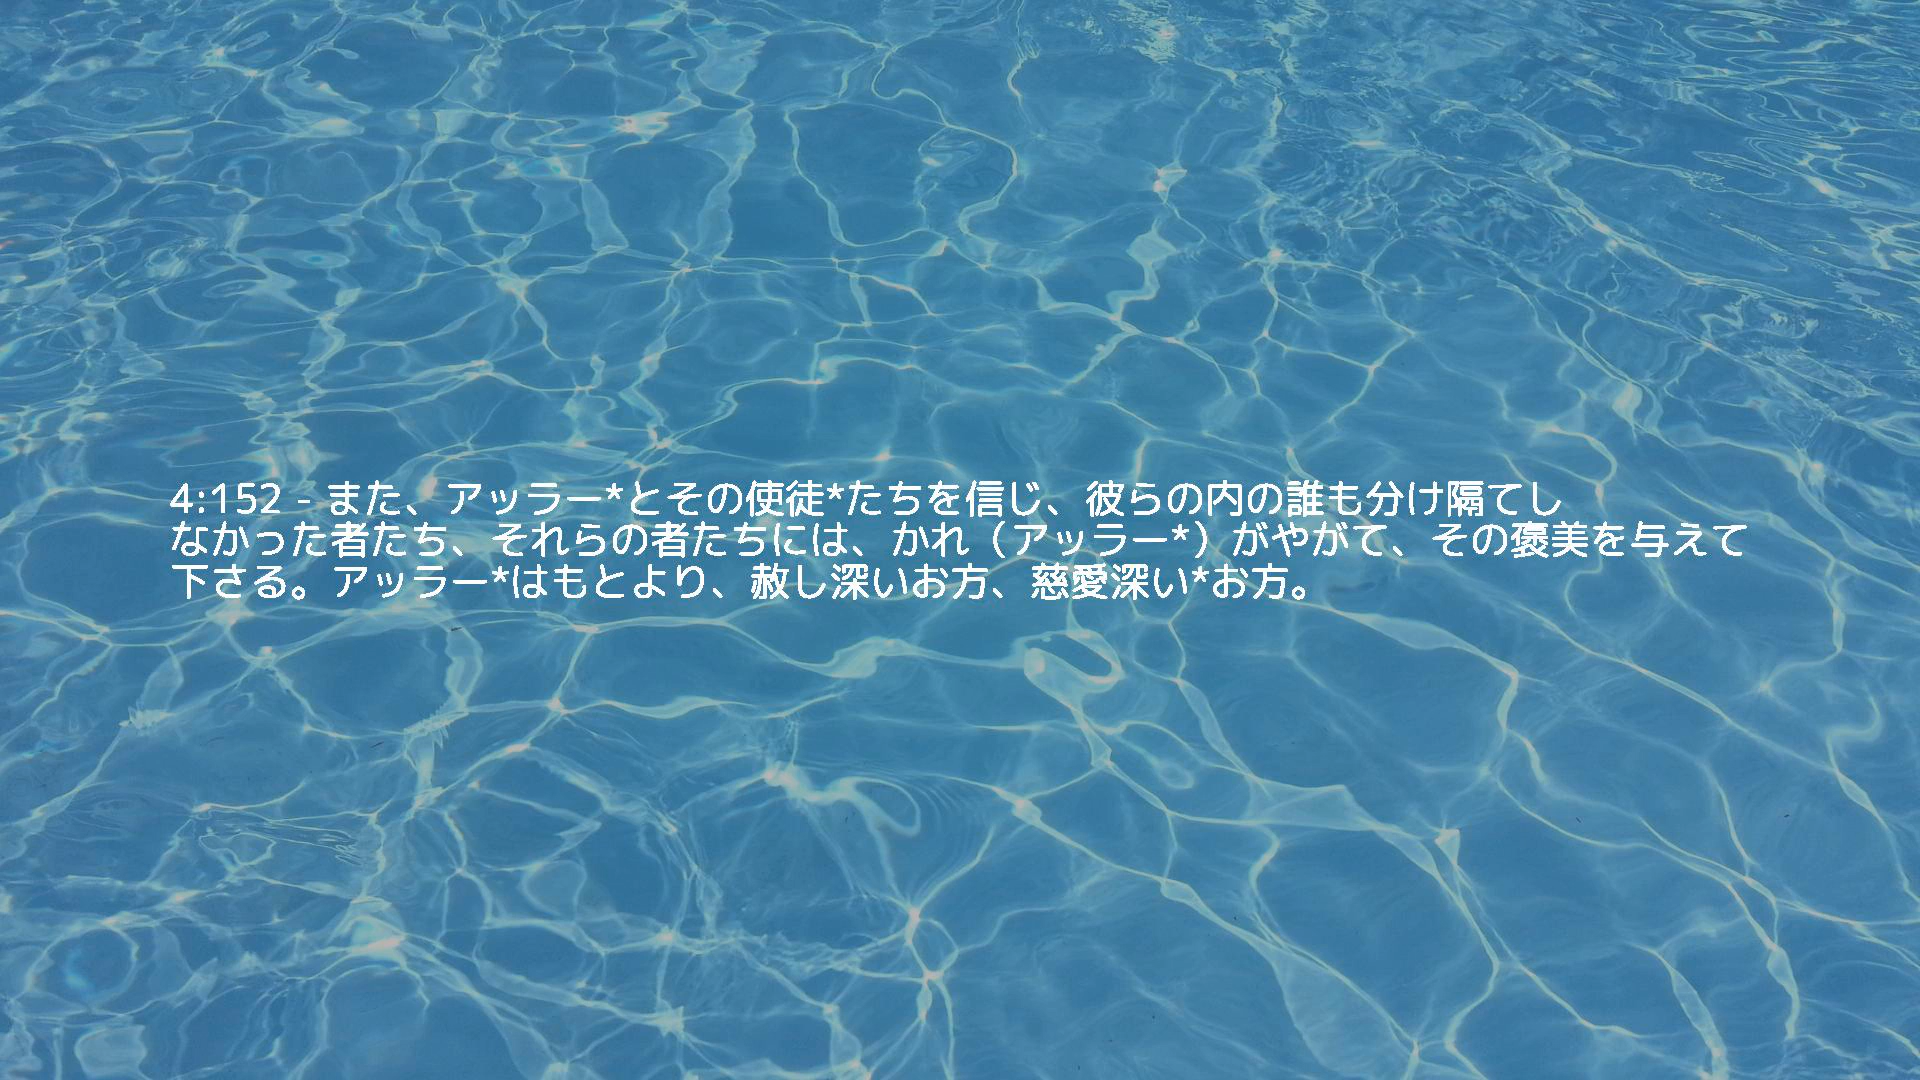 4:152 - また、アッラー*とその使徒*たちを信じ、彼らの内の誰も分け隔てし
なかった者たち、それらの者たちには、かれ（アッラー*）がやがて、その褒美を与えて
下さる。アッラー*はもとより、赦し深いお方、慈愛深い*お方。